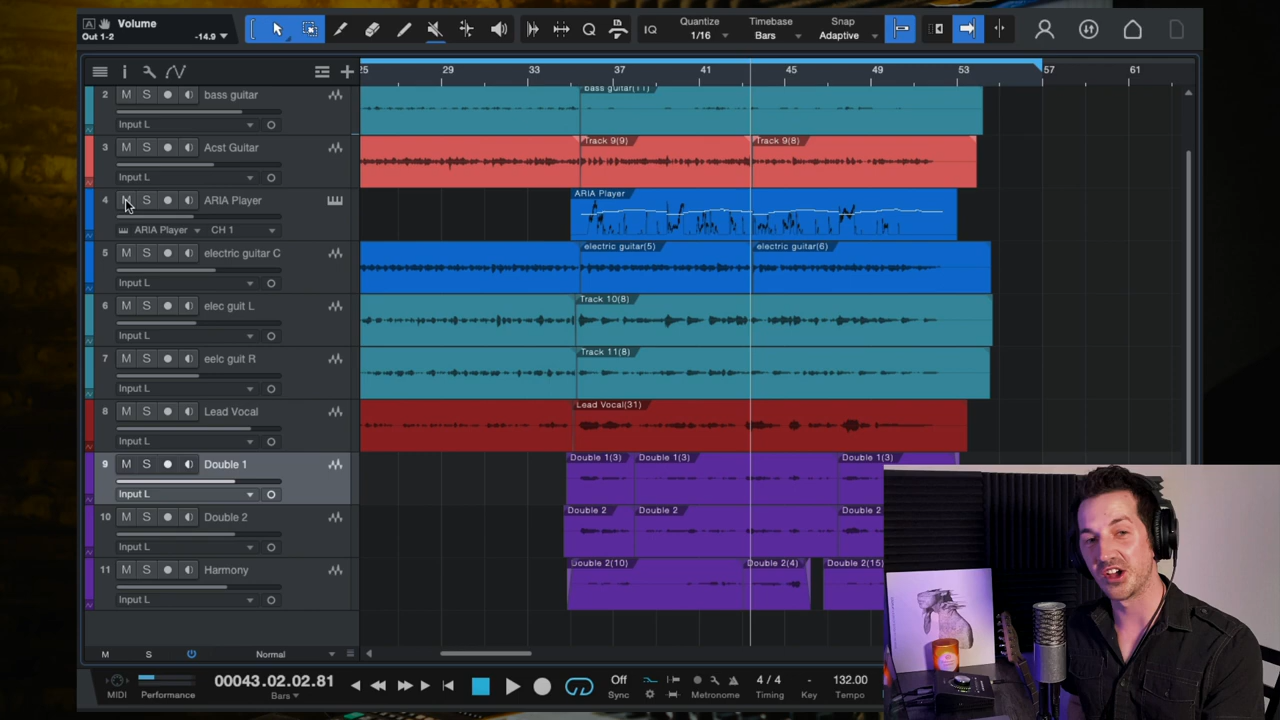 A Volume
Out 1-2 -14.9
IQ
Quantize
1/16
Timebase
Bars
Snap
Adaptive
i
25 29 33 37 41 45 49 53 57 61
2 M S bass guitar
Input L
bass guitar(11)
3 M S Acst Guitar
Input L
Track 9(9) Track 9(8)
4 M S ARIA Player
ARIA Player CH 1
ARIA Player
5 M S electric guitar C
Input L
electric guitar(5) electric guitar(6)
6 M S elec guit L
Input L
Track 10(8)
7 M S eelc guit R
Input L
Track 11(8)
8 M S Lead Vocal
Input L
Lead Vocal(31)
9 M S Double 1
Input L
Double 1(3) Double 1(3) Double 1(3)
10 M S Double 2
Input L
Double 2 Double 2 Double 2
11 M S Harmony
Input L
Double 2(10) Double 2(4) Double 2(15)
M S Normal
MIDI Performance
00043.02.02.81
Bars
Off
Sync
Metronome
4 / 4
Timing
-
Key
132.00
Tempo